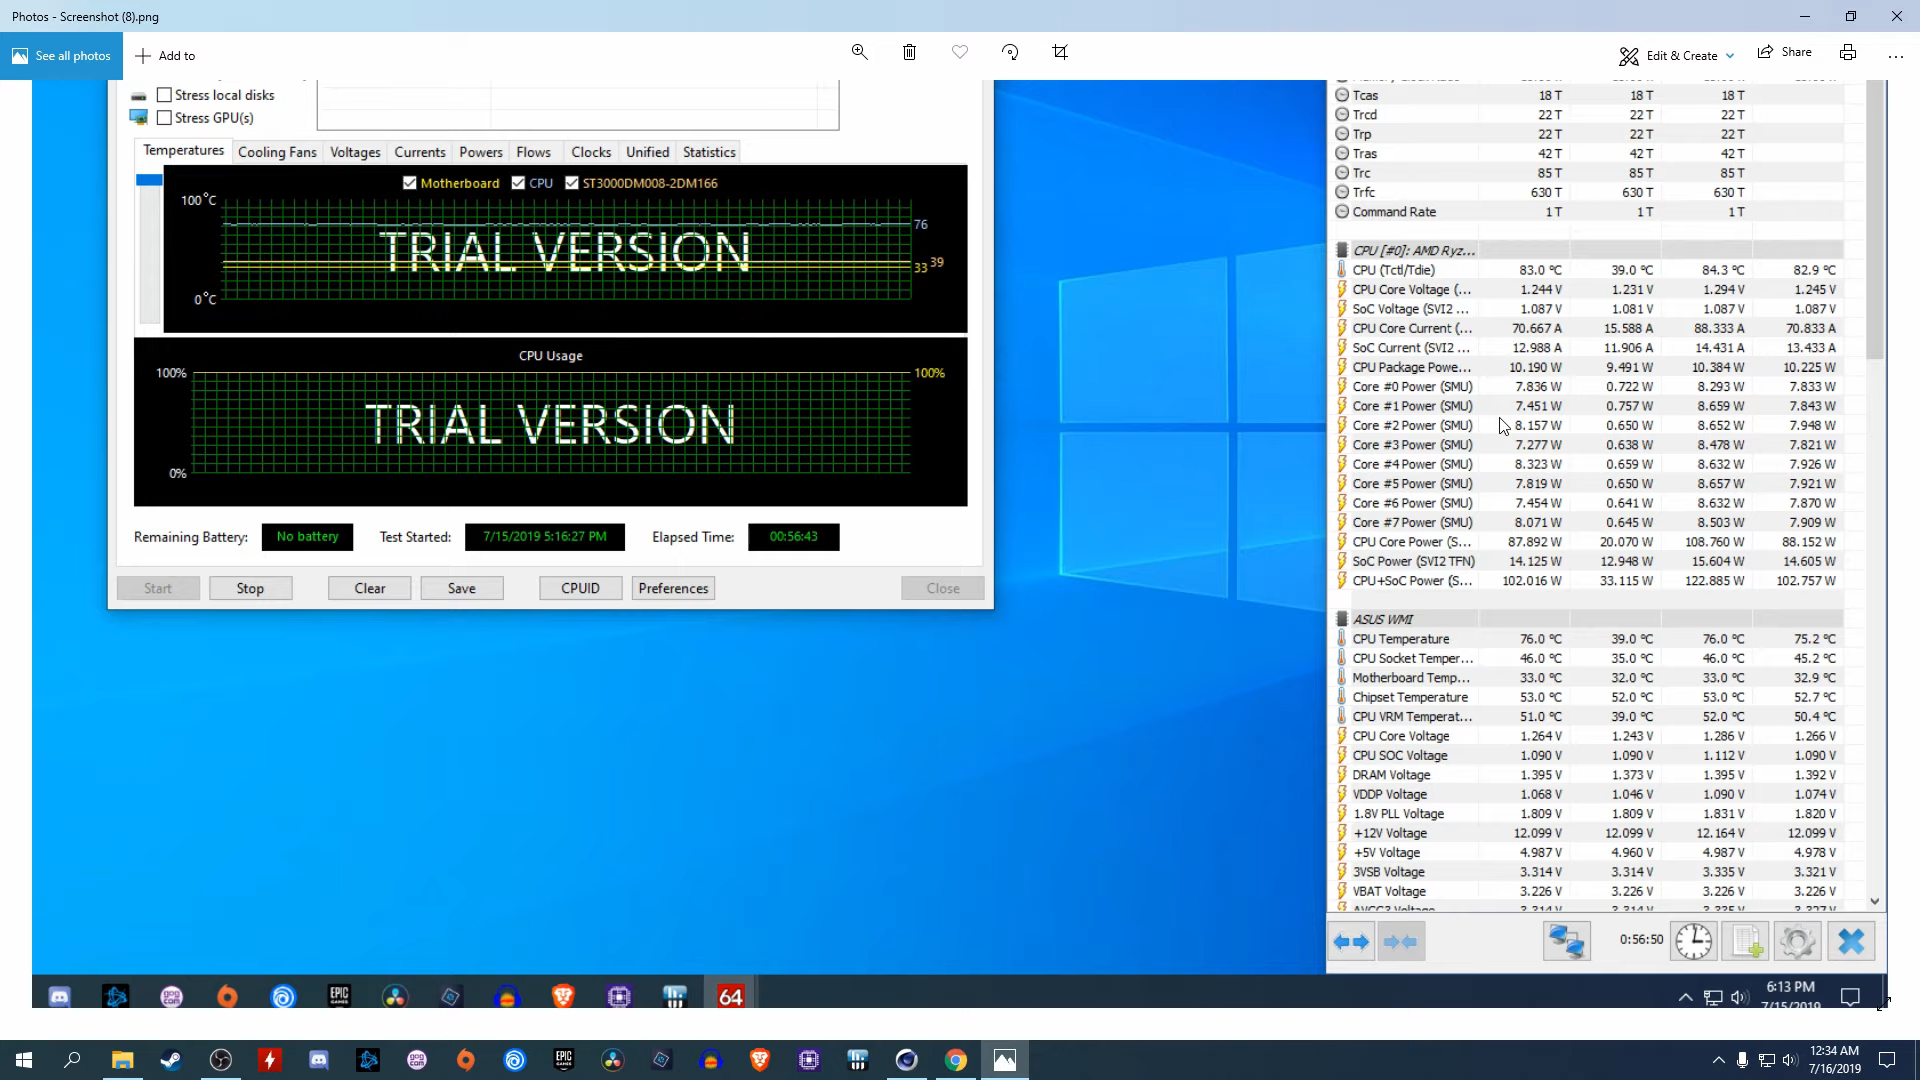 Photos - Screenshot (8).png
See all photos
Add to
Edit & Create
Share
Stress local disks
Stress GPU(s)
Temperatures Cooling Fans Voltages Currents Powers Flows Clocks Unified Statistics
Motherboard CPU ST3000DM008-2DM166
100°C
76
TRIAL VERSION
33 39
0°C
CPU Usage
100% 100%
TRIAL VERSION
0%
Remaining Battery: No battery Test Started: 7/15/2019 5:16:27 PM Elapsed Time: 00:56:43
Start Stop Clear Save CPUID Preferences Close
Tcas 18 T 18 T 18 T
Trcd 22 T 22 T 22 T
Trp 22 T 22 T 22 T
Tras 42 T 42 T 42 T
Trc 85 T 85 T 85 T
Trfc 630 T 630 T 630 T
Command Rate 1 T 1 T 1 T
CPU [#0]: AMD Ryz...
CPU (Tctl/Tdie) 83.0 °C 39.0 °C 84.3 °C 82.9 °C
CPU Core Voltage (... 1.244 V 1.231 V 1.294 V 1.245 V
SoC Voltage (SVI2 ... 1.087 V 1.081 V 1.087 V 1.087 V
CPU Core Current (... 70.667 A 15.588 A 88.333 A 70.833 A
SoC Current (SVI2 ... 12.988 A 11.906 A 14.431 A 13.433 A
CPU Package Powe... 10.190 W 9.491 W 10.384 W 10.225 W
Core #0 Power (SMU) 7.836 W 0.722 W 8.293 W 7.833 W
Core #1 Power (SMU) 7.451 W 0.757 W 8.659 W 7.843 W
Core #2 Power (SMU) 8.157 W 0.650 W 8.652 W 7.948 W
Core #3 Power (SMU) 7.277 W 0.638 W 8.478 W 7.821 W
Core #4 Power (SMU) 8.323 W 0.659 W 8.632 W 7.926 W
Core #5 Power (SMU) 7.819 W 0.650 W 8.657 W 7.921 W
Core #6 Power (SMU) 7.454 W 0.641 W 8.632 W 7.870 W
Core #7 Power (SMU) 8.071 W 0.645 W 8.503 W 7.909 W
CPU Core Power (S... 87.892 W 20.070 W 108.760 W 88.152 W
SoC Power (SVI2 TFN) 14.125 W 12.948 W 15.604 W 14.605 W
CPU+SoC Power (S... 102.016 W 33.115 W 122.885 W 102.757 W
ASUS WMI
CPU Temperature 76.0 °C 39.0 °C 76.0 °C 75.2 °C
CPU Socket Temper... 46.0 °C 35.0 °C 46.0 °C 45.2 °C
Motherboard Temp... 33.0 °C 32.0 °C 33.0 °C 32.9 °C
Chipset Temperature 53.0 °C 52.0 °C 53.0 °C 52.7 °C
CPU VRM Temperat... 51.0 °C 39.0 °C 52.0 °C 50.4 °C
CPU Core Voltage 1.264 V 1.243 V 1.286 V 1.266 V
CPU SOC Voltage 1.090 V 1.090 V 1.112 V 1.090 V
DRAM Voltage 1.395 V 1.373 V 1.395 V 1.392 V
VDDP Voltage 1.068 V 1.046 V 1.090 V 1.074 V
1.8V PLL Voltage 1.809 V 1.809 V 1.831 V 1.820 V
+12V Voltage 12.099 V 12.099 V 12.164 V 12.099 V
+5V Voltage 4.987 V 4.960 V 4.987 V 4.978 V
3VSB Voltage 3.314 V 3.314 V 3.335 V 3.321 V
VBAT Voltage 3.226 V 3.226 V 3.226 V 3.226 V
0:56:50
EPIC GAMES
64
6:13 PM
7/15/2019
gog com
EPIC GAMES
12:34 AM
7/16/2019